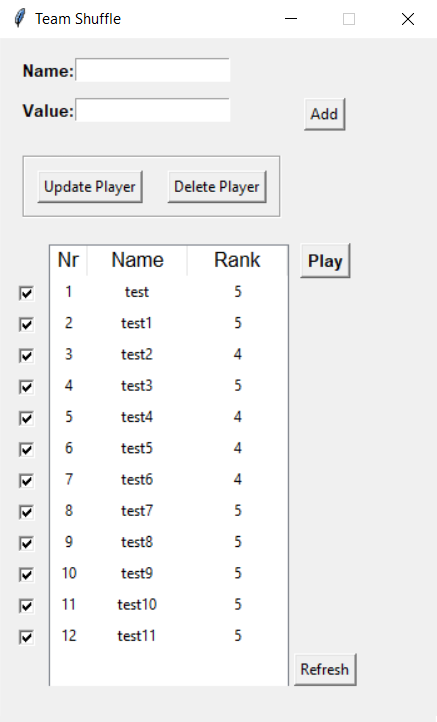 Team Shuffle
Name:
Value:
Add
Update Player Delete Player
Nr Name Rank Play
1 test 5
2 test1 5
3 test2 4
4 test3 5
5 test4 4
6 test5 4
7 test6 4
8 test7 5
9 test8 5
10 test9 5
11 test10 5
12 test11 5
Refresh